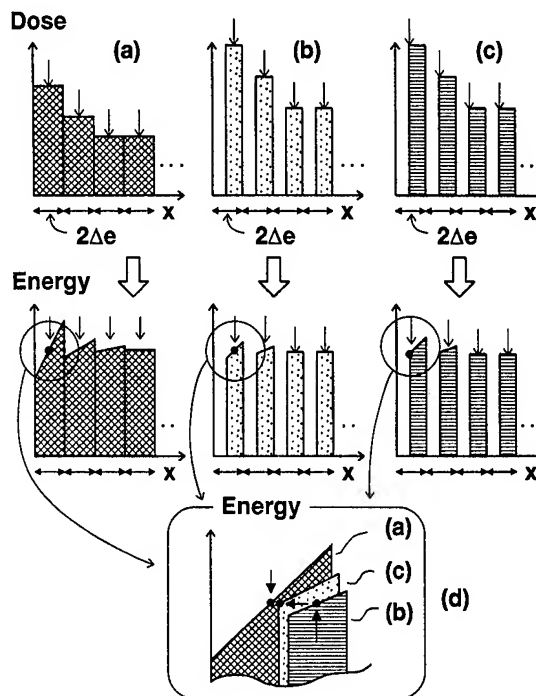 Dose
(a) (b) (c)
... ... ...
X X X
2Δe 2Δe 2Δe
Energy
.. .. ..
X X X
Energy
(a)
(c)
(b)
(d)